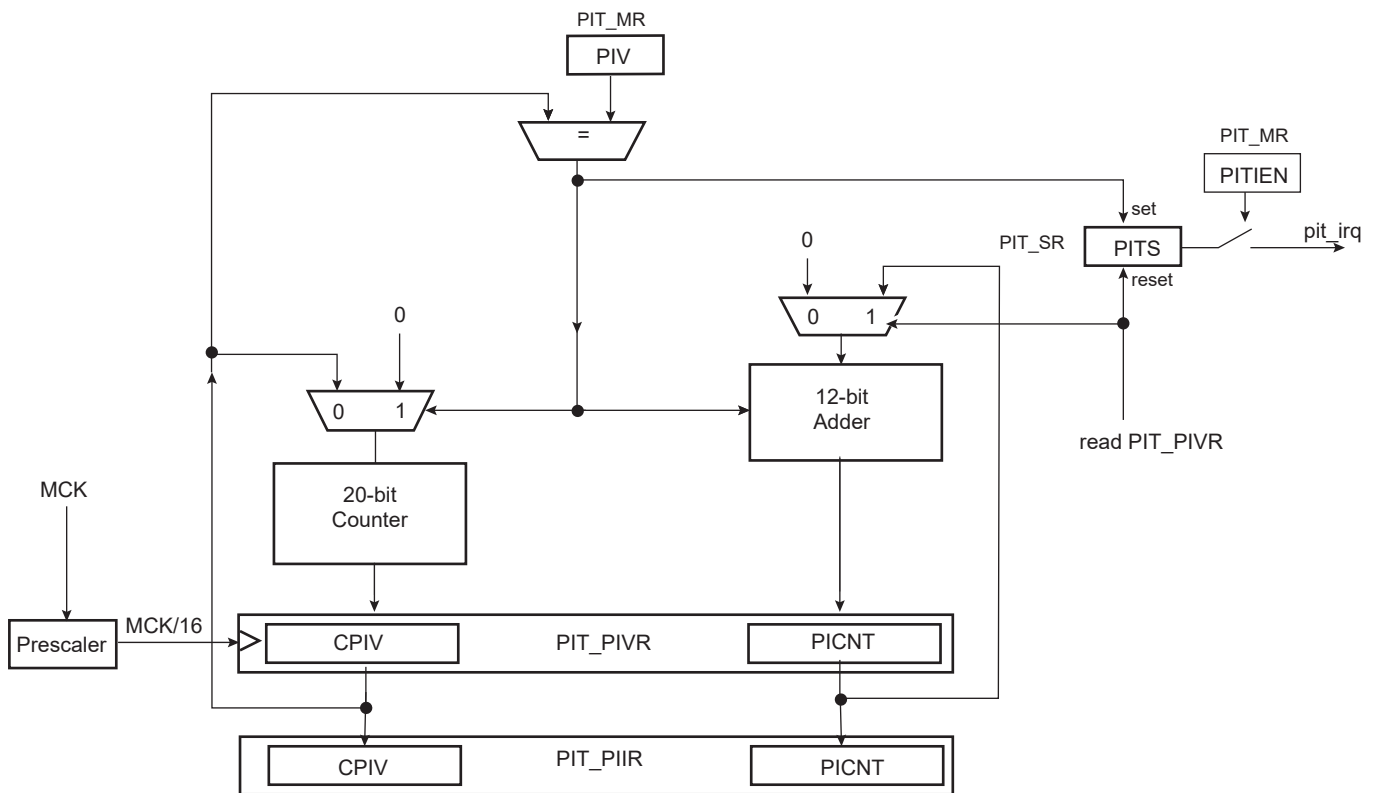 PIT_MR
PIV
=
PIT_MR
PITIEN
set
0
PIT_SR
PITS
pit_irq
reset
0
0 1
0 1
12-bit
Adder
read PIT_PIVR
MCK
20-bit
Counter
MCK/16
Prescaler
CPIV
PIT_PIVR
PICNT
CPIV
PIT_PIIR
PICNT